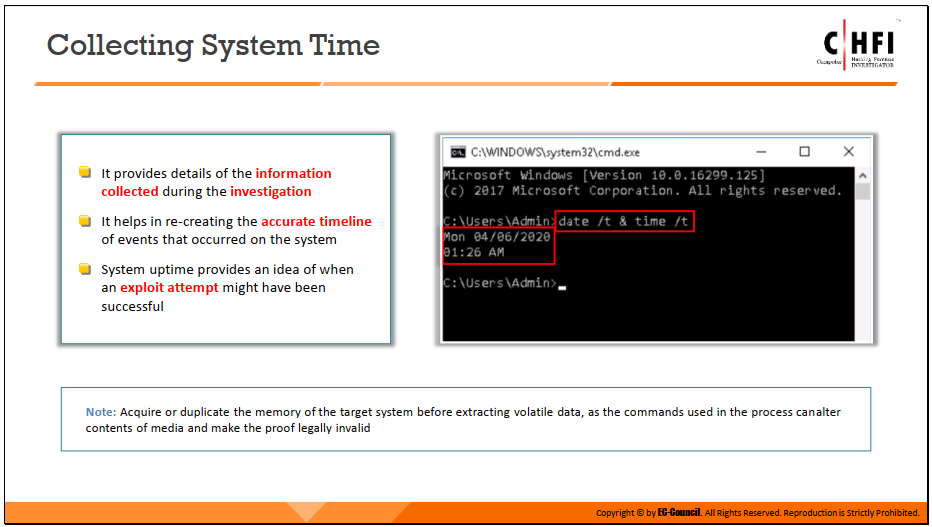 Collecting System Time
CHFI
Computer Hacking Forensic
INVESTIGATOR
It provides details of the information
collected during the investigation
It helps in re-creating the accurate timeline
of events that occurred on the system
System uptime provides an idea of when
an exploit attempt might have been
successful
C:\WINDOWS\system32\cmd.exe
Microsoft Windows [Version 10.0.16299.125]
(c) 2017 Microsoft Corporation. All rights reserved.
C:\Users\Admin>date /t & time /t
Mon 04/06/2020
01:26 AM
C:\Users\Admin>
Note: Acquire or duplicate the memory of the target system before extracting volatile data, as the commands used in the process canalter
contents of media and make the proof legally invalid
Copyright © by EC-Council. All Rights Reserved. Reproduction is Strictly Prohibited.